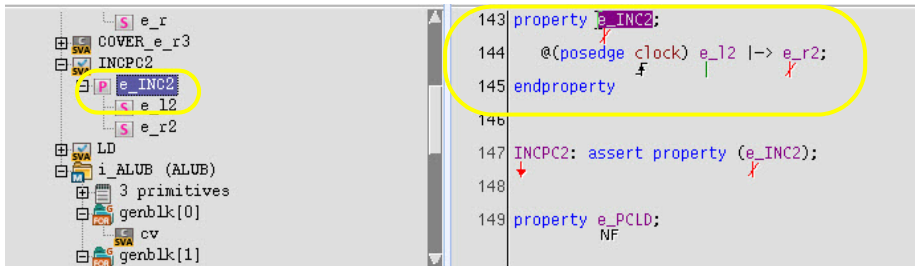 S e_r
SVA COVER_e_r3
SVA INCPC2
P e_INC2
S e_l2
S e_r2
SVA LD
M i_ALUB (ALUB)
3 primitives
G FOR genblk[0]
SVA cv
G FOR genblk[1]
143 property e_INC2;
144 @(posedge clock) e_l2 |-> e_r2;
145 endproperty
146
147 INCPC2: assert property (e_INC2);
148
149 property e_PCLD;
NF